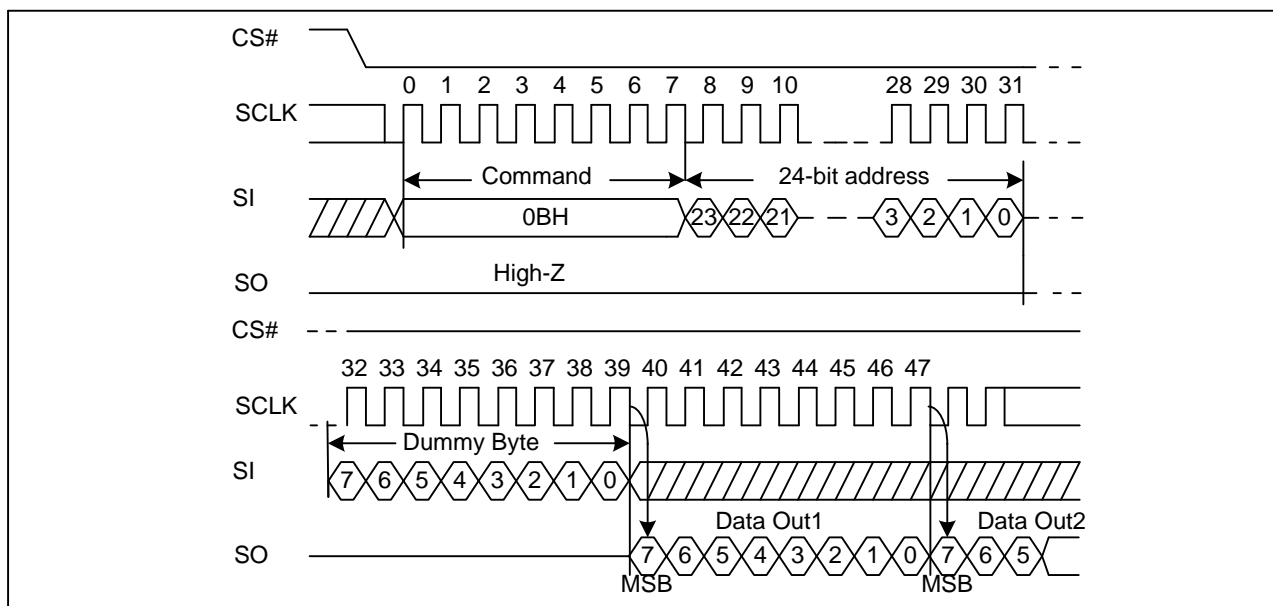 CS#
0 1 2 3 4 5 6 7 8 9 10 28 29 30 31
SCLK
Command 24-bit address
SI
0BH 23 22 21 3 2 1 0
High-Z
SO
CS#
32 33 34 35 36 37 38 39 40 41 42 43 44 45 46 47
SCLK
Dummy Byte
SI
7 6 5 4 3 2 1 0
Data Out1 Data Out2
SO
7 6 5 4 3 2 1 0 7 6 5
MSB MSB